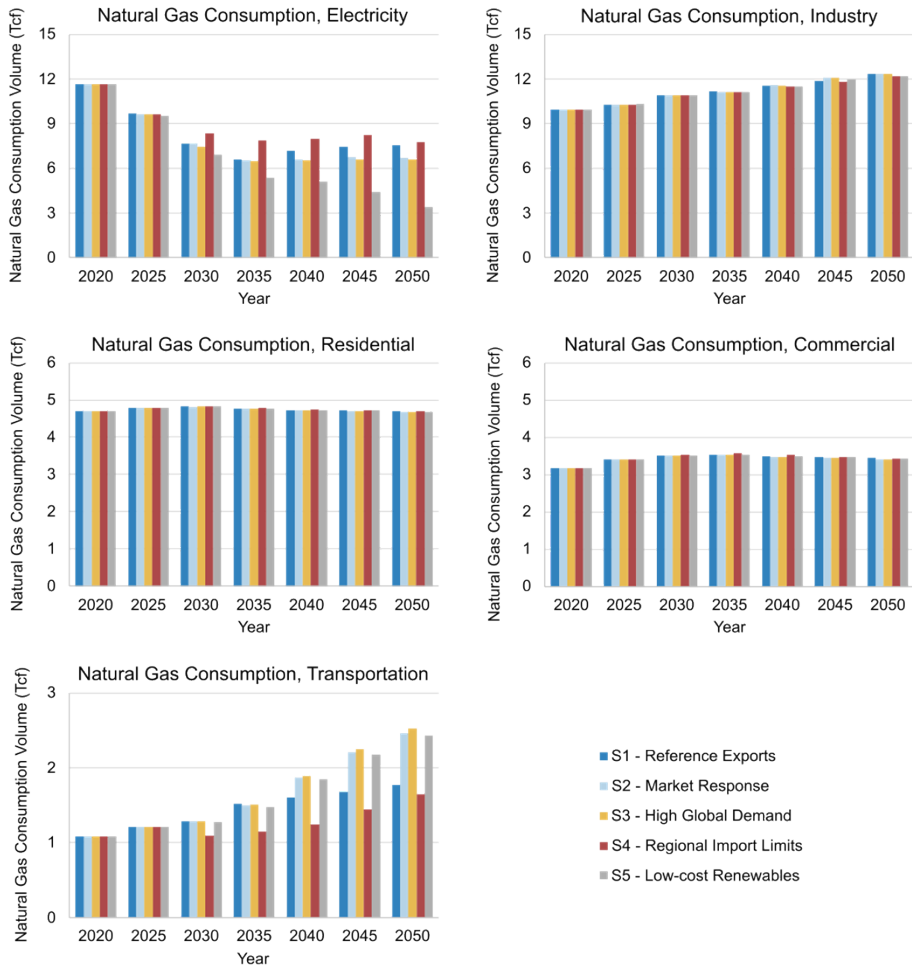 Natural Gas Consumption, Electricity
Natural Gas Consumption Volume (Tcf)
15
12
9
6
3
0
2020 2025 2030 2035 2040 2045 2050
Year
Natural Gas Consumption, Industry
Natural Gas Consumption Volume (Tcf)
15
12
9
6
3
0
2020 2025 2030 2035 2040 2045 2050
Year
Natural Gas Consumption, Residential
Natural Gas Consumption Volume (Tcf)
6
5
4
3
2
1
0
2020 2025 2030 2035 2040 2045 2050
Year
Natural Gas Consumption, Commercial
Natural Gas Consumption Volume (Tcf)
6
5
4
3
2
1
0
2020 2025 2030 2035 2040 2045 2050
Year
Natural Gas Consumption, Transportation
Natural Gas Consumption Volume (Tcf)
3
2
1
0
2020 2025 2030 2035 2040 2045 2050
Year
S1 - Reference Exports
S2 - Market Response
S3 - High Global Demand
S4 - Regional Import Limits
S5 - Low-cost Renewables